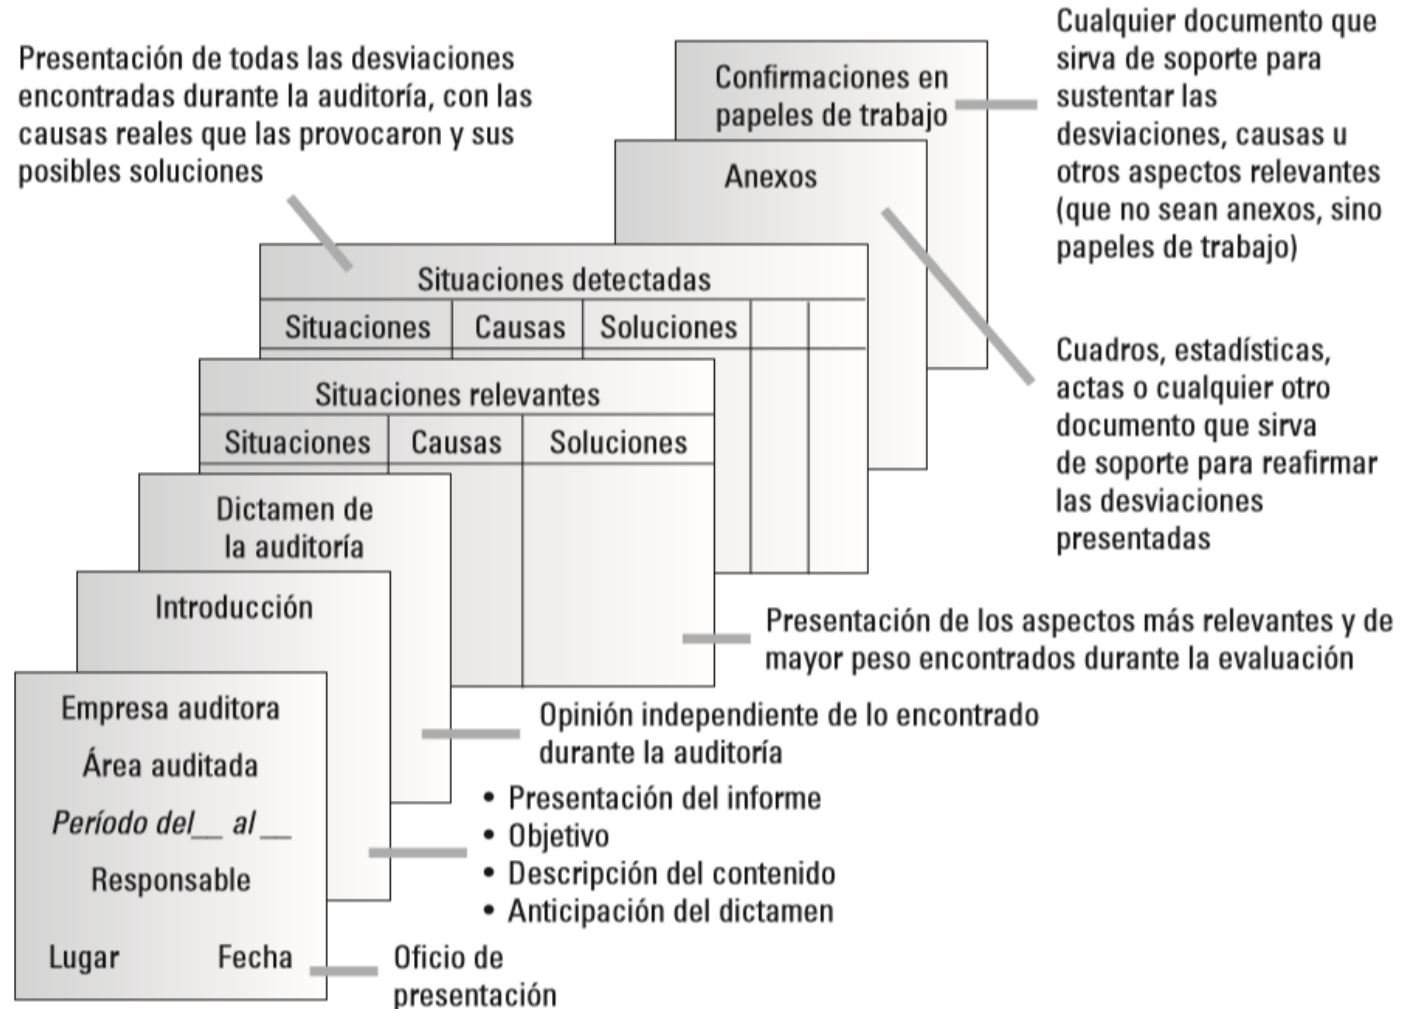 Presentación de todas las desviaciones
encontradas durante la auditoría, con las
causas reales que las provocaron y sus
posibles soluciones
Confirmaciones en
papeles de trabajo
Cualquier documento que
sirva de soporte para
sustentar las
desviaciones, causas u
otros aspectos relevantes
(que no sean anexos, sino
papeles de trabajo)
Anexos
Cuadros, estadísticas,
actas o cualquier otro
documento que sirva
de soporte para reafirmar
las desviaciones
presentadas
Situaciones detectadas
Situaciones Causas Soluciones
Situaciones relevantes
Situaciones Causas Soluciones
Presentación de los aspectos más relevantes y de
mayor peso encontrados durante la evaluación
Dictamen de
la auditoría
Opinión independiente de lo encontrado
durante la auditoría
Introducción
• Presentación del informe
• Objetivo
• Descripción del contenido
• Anticipación del dictamen
Empresa auditora
Área auditada
Período del__ al __
Responsable
Lugar Fecha
Oficio de
presentación